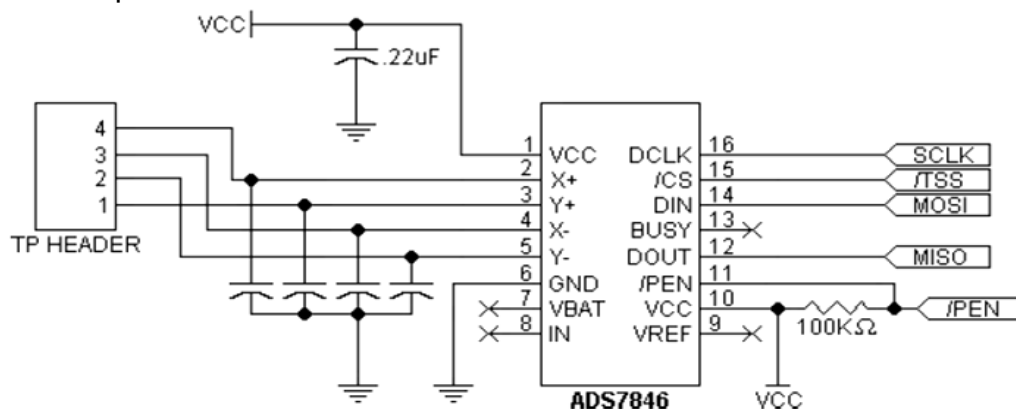 VCC
.22uF
4
3
2
1
TP HEADER
1 VCC DCLK 16 SCLK
2 X+ /CS 15 /TSS
3 Y+ DIN 14 MOSI
4 X- BUSY 13
5 Y- DOUT 12 MISO
6 GND /PEN 11
7 VBAT VCC 10 /PEN
8 IN VREF 9
100KΩ
ADS7846
VCC